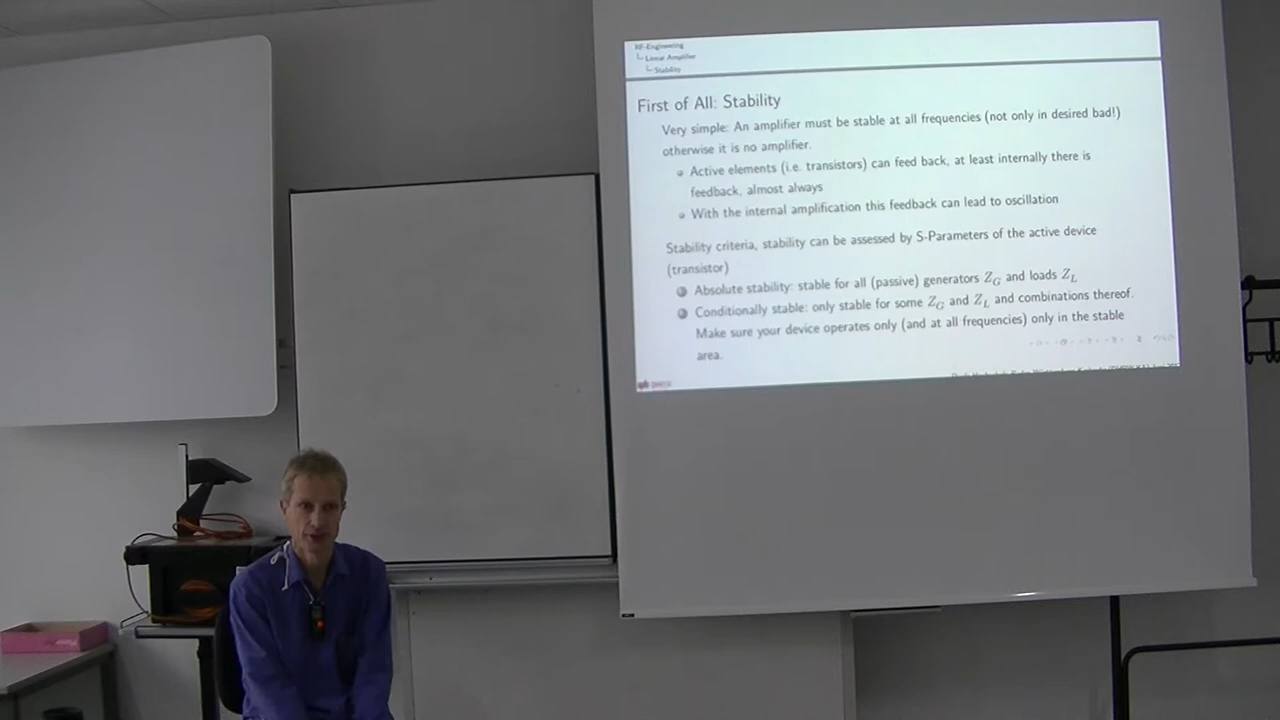 RF-Engineering
Linear Amplifier
Stability
First of All: Stability
Very simple: An amplifier must be stable at all frequencies (not only in desired bad!)
otherwise it is no amplifier.
Active elements (i.e. transistors) can feed back, at least internally there is
feedback, almost always
With the internal amplification this feedback can lead to oscillation
Stability criteria, stability can be assessed by S-Parameters of the active device
(transistor)
Absolute stability: stable for all (passive) generators Z_G and loads Z_L
Conditionally stable: only stable for some Z_G and Z_L and combinations thereof.
Make sure your device operates only (and at all frequencies) only in the stable
area.